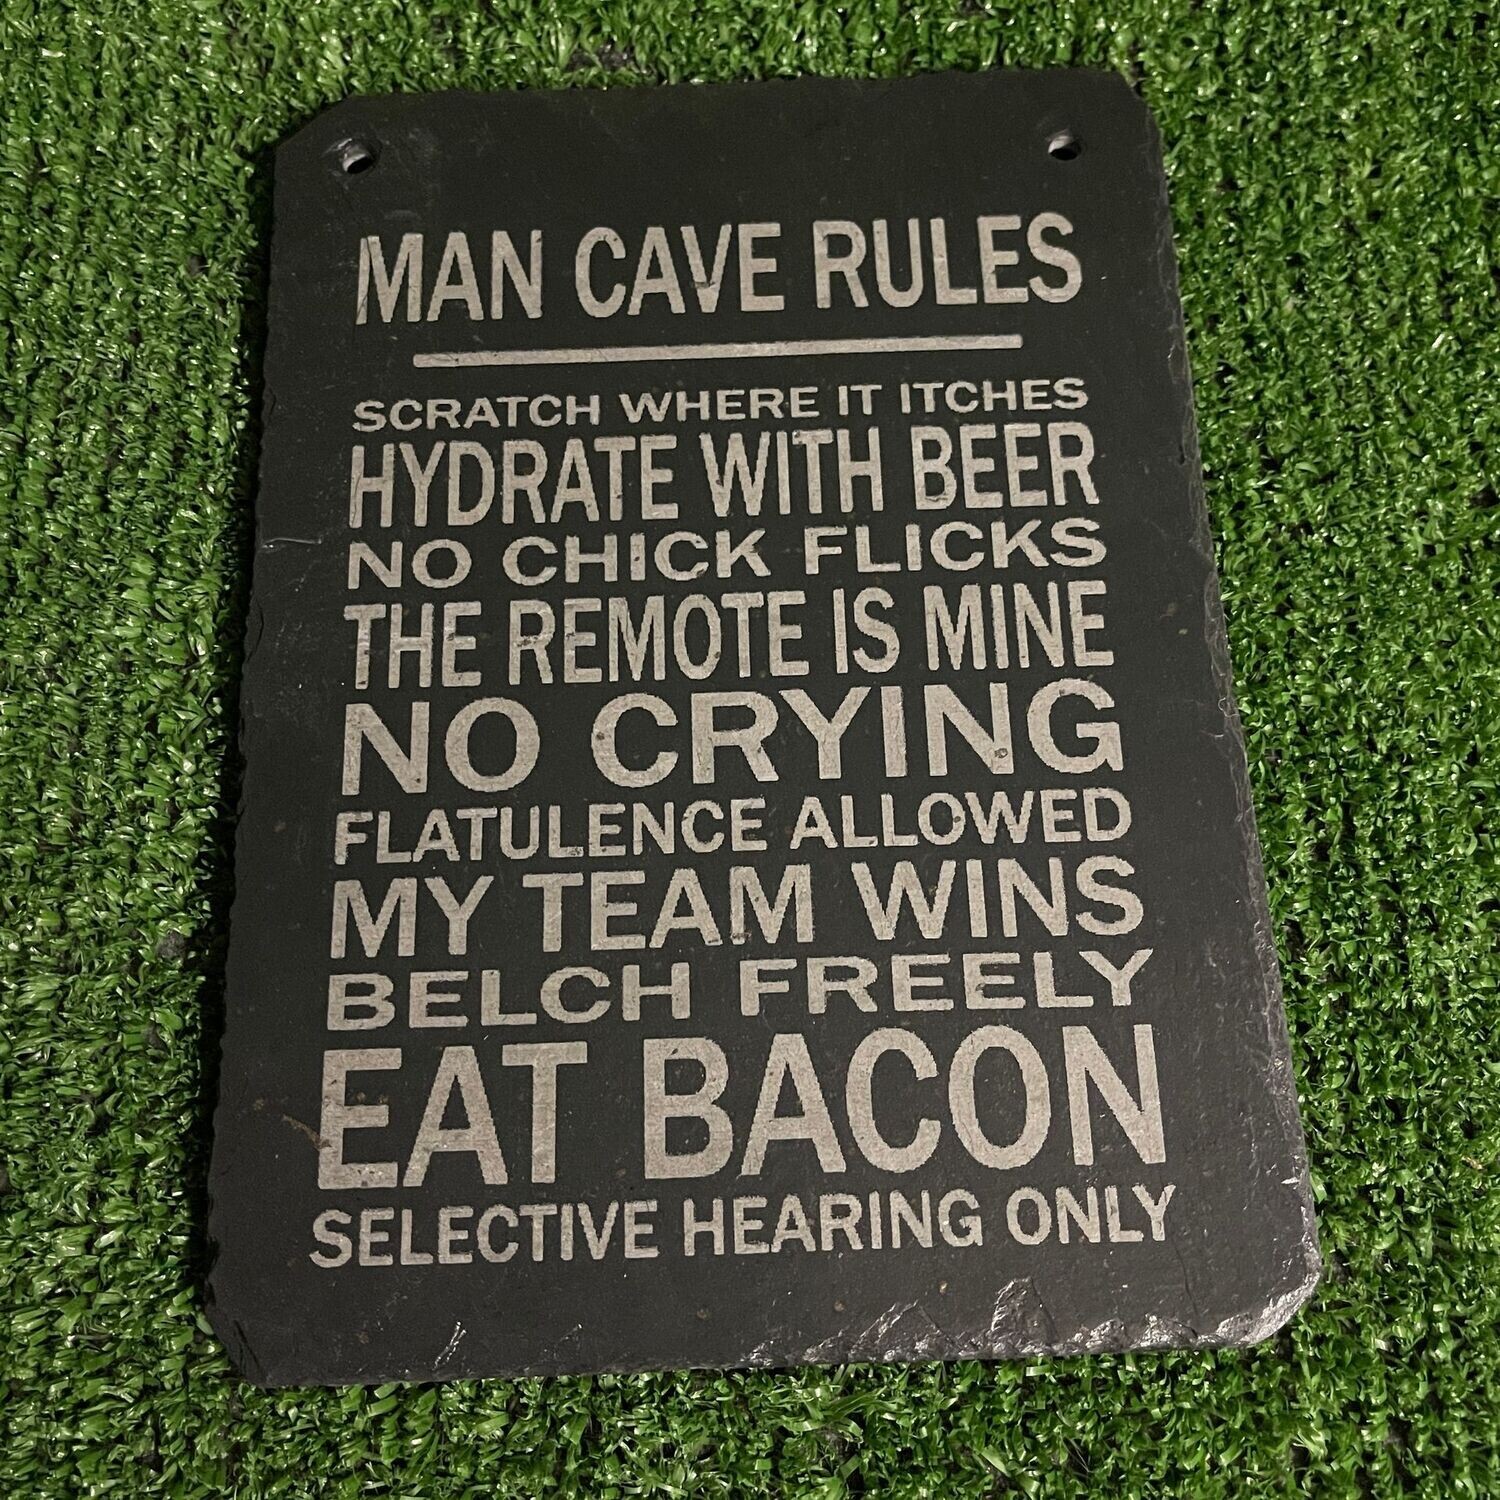 MAN CAVE RULES
SCRATCH WHERE IT ITCHES
HYDRATE WITH BEER
NO CHICK FLICKS
THE REMOTE IS MINE
NO CRYING
FLATULENCE ALLOWED
MY TEAM WINS
BELCH FREELY
EAT BACON
SELECTIVE HEARING ONLY